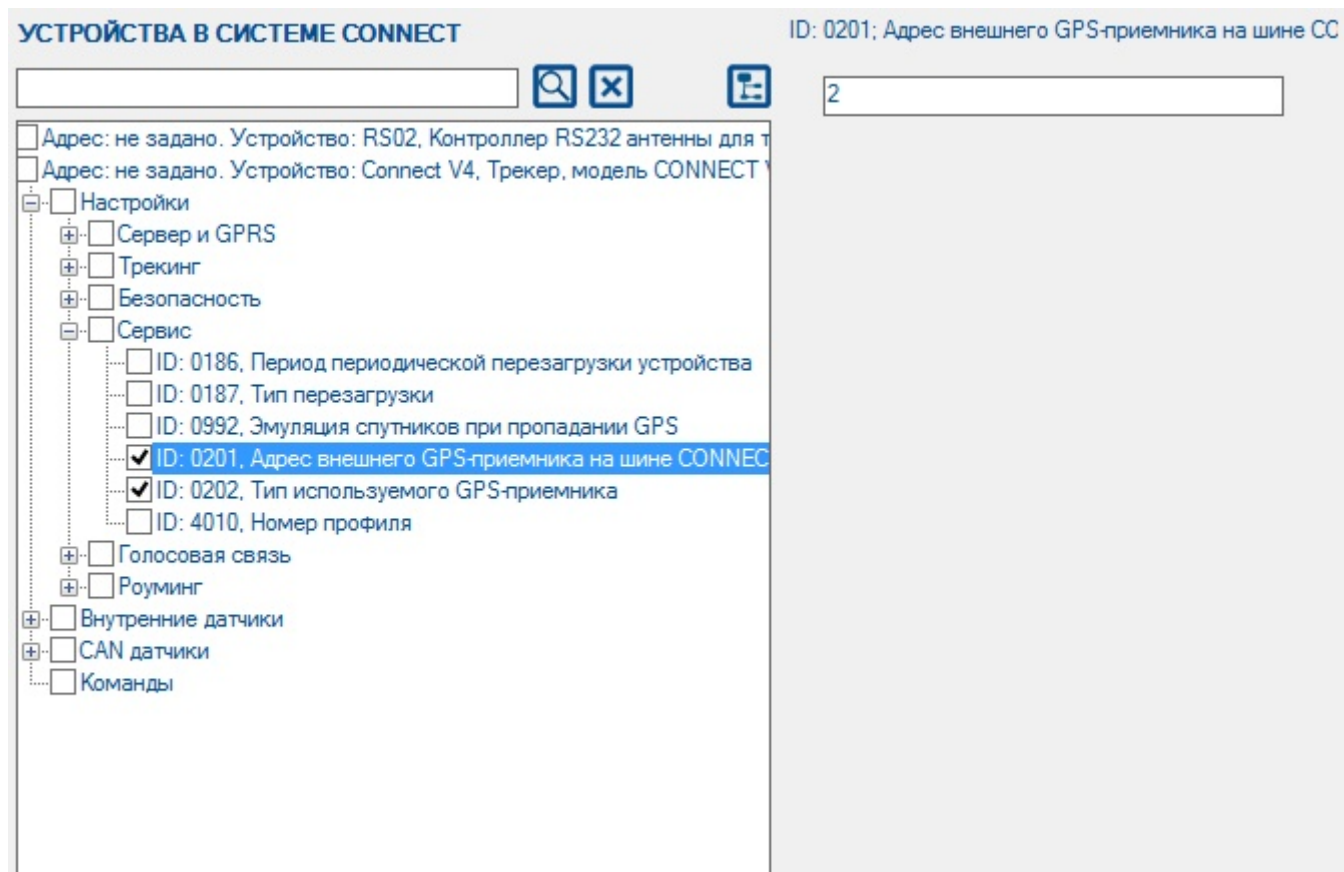 УСТРОЙСТВА В СИСТЕМЕ CONNECT
ID: 0201; Адрес внешнего GPS-приемника на шине CO
2
Адрес: не задано. Устройство: RS02, Контроллер RS232 антенны для т
Адрес: не задано. Устройство: Connect V4, Трекер, модель CONNECT
Настройки
Сервер и GPRS
Трекинг
Безопасность
Сервис
ID: 0186, Период периодической перезагрузки устройства
ID: 0187, Тип перезагрузки
ID: 0992, Эмуляция спутников при пропадании GPS
ID: 0201, Адрес внешнего GPS-приемника на шине CONNEC
ID: 0202, Тип используемого GPS-приемника
ID: 4010, Номер профиля
Голосовая связь
Роуминг
Внутренние датчики
CAN датчики
Команды